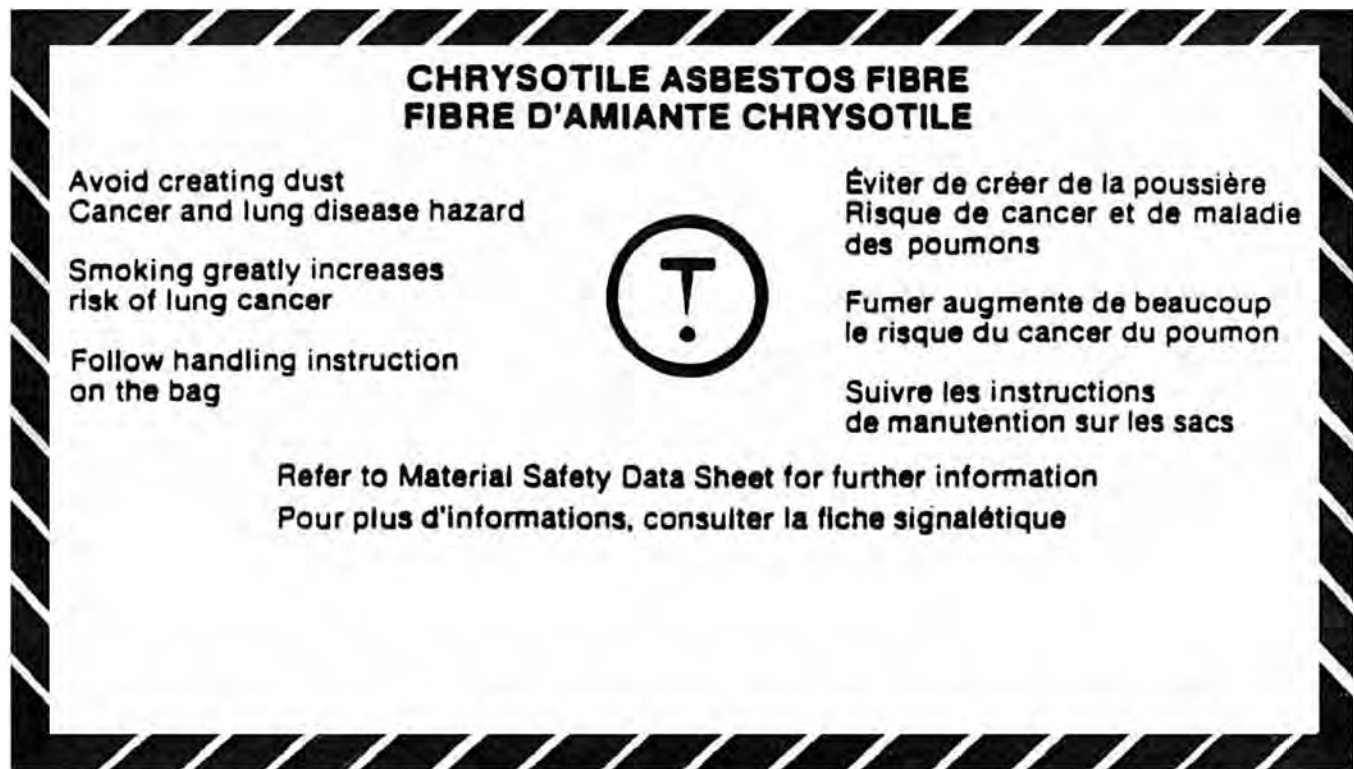 CHRYSOTILE ASBESTOS FIBRE
FIBRE D'AMIANTE CHRYSOTILE
Avoid creating dust
Cancer and lung disease hazard
Smoking greatly increases
risk of lung cancer
Follow handling instruction
on the bag
Éviter de créer de la poussière
Risque de cancer et de maladie
des poumons
Fumer augmente de beaucoup
le risque du cancer du poumon
Suivre les instructions
de manutention sur les sacs
Refer to Material Safety Data Sheet for further information
Pour plus d'informations, consulter la fiche signalétique